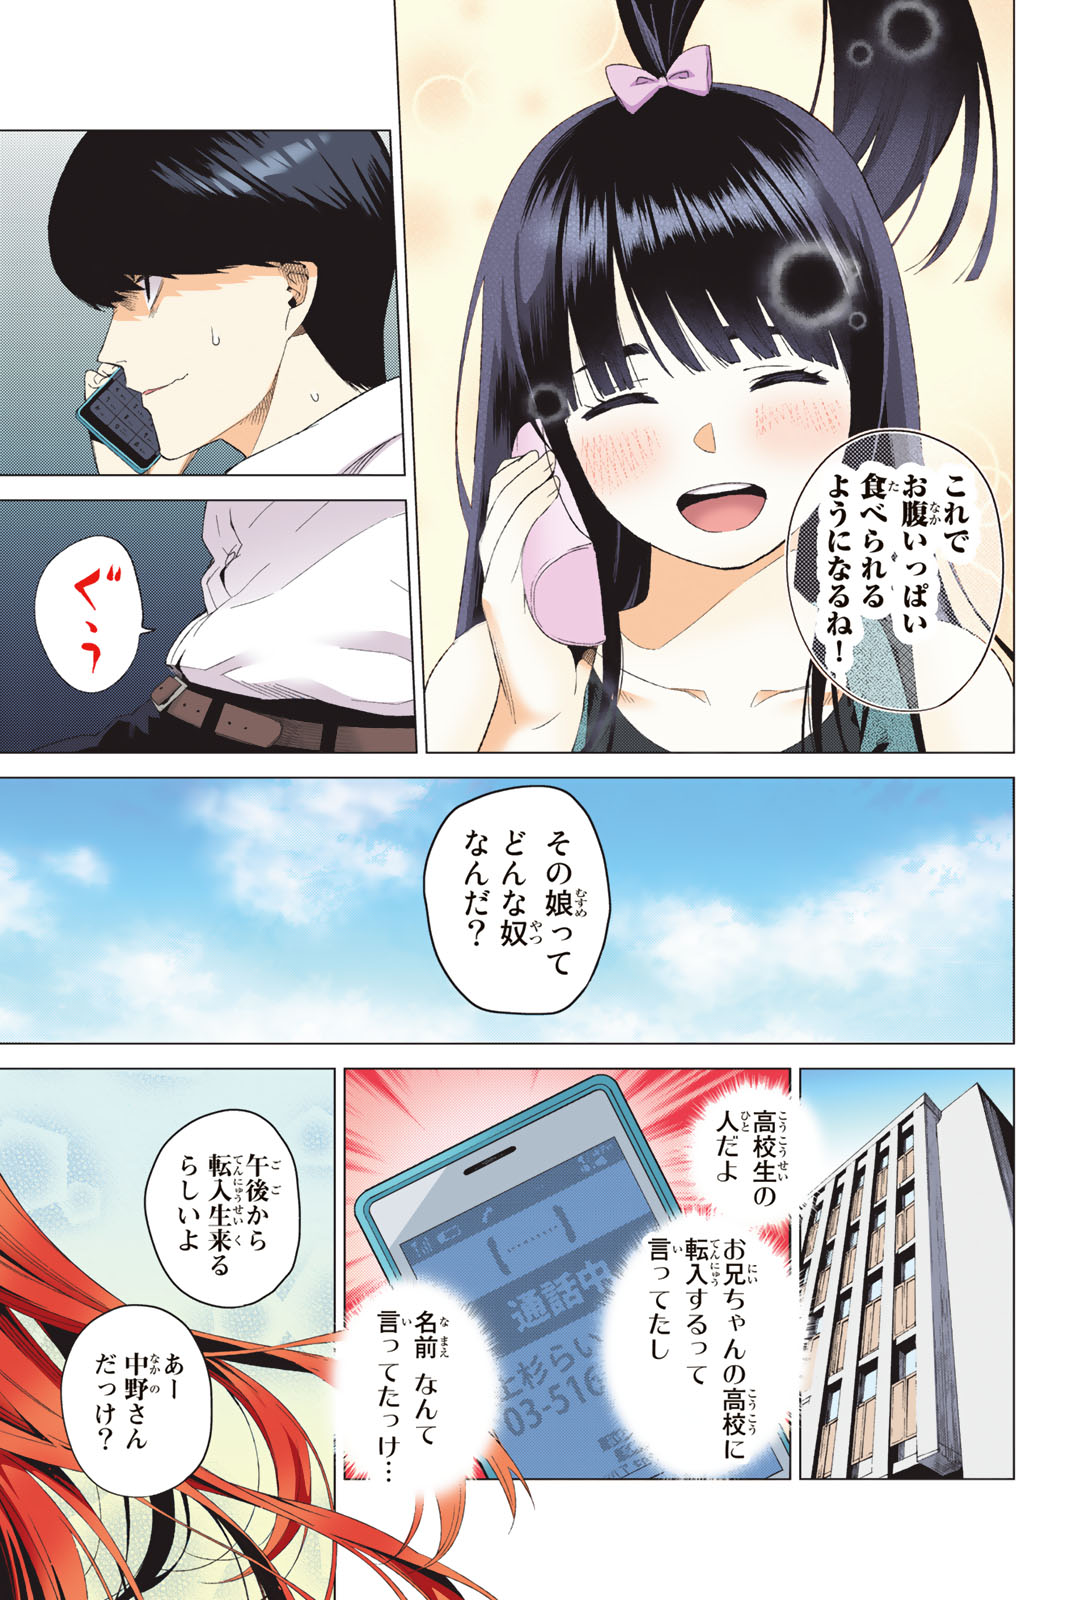 これで
お腹いっぱい
食べられる
ようになるね!
ぐぅ
その娘って
どんな奴
なんだ?
高校生の
人だよ
お兄ちゃんの高校に
転入するって
言ってたし
通話中
上杉らい
03-516
名前なんて
言ってたっけ…
午後から
転入生来る
らしいよ
あー
中野さん
だっけ?